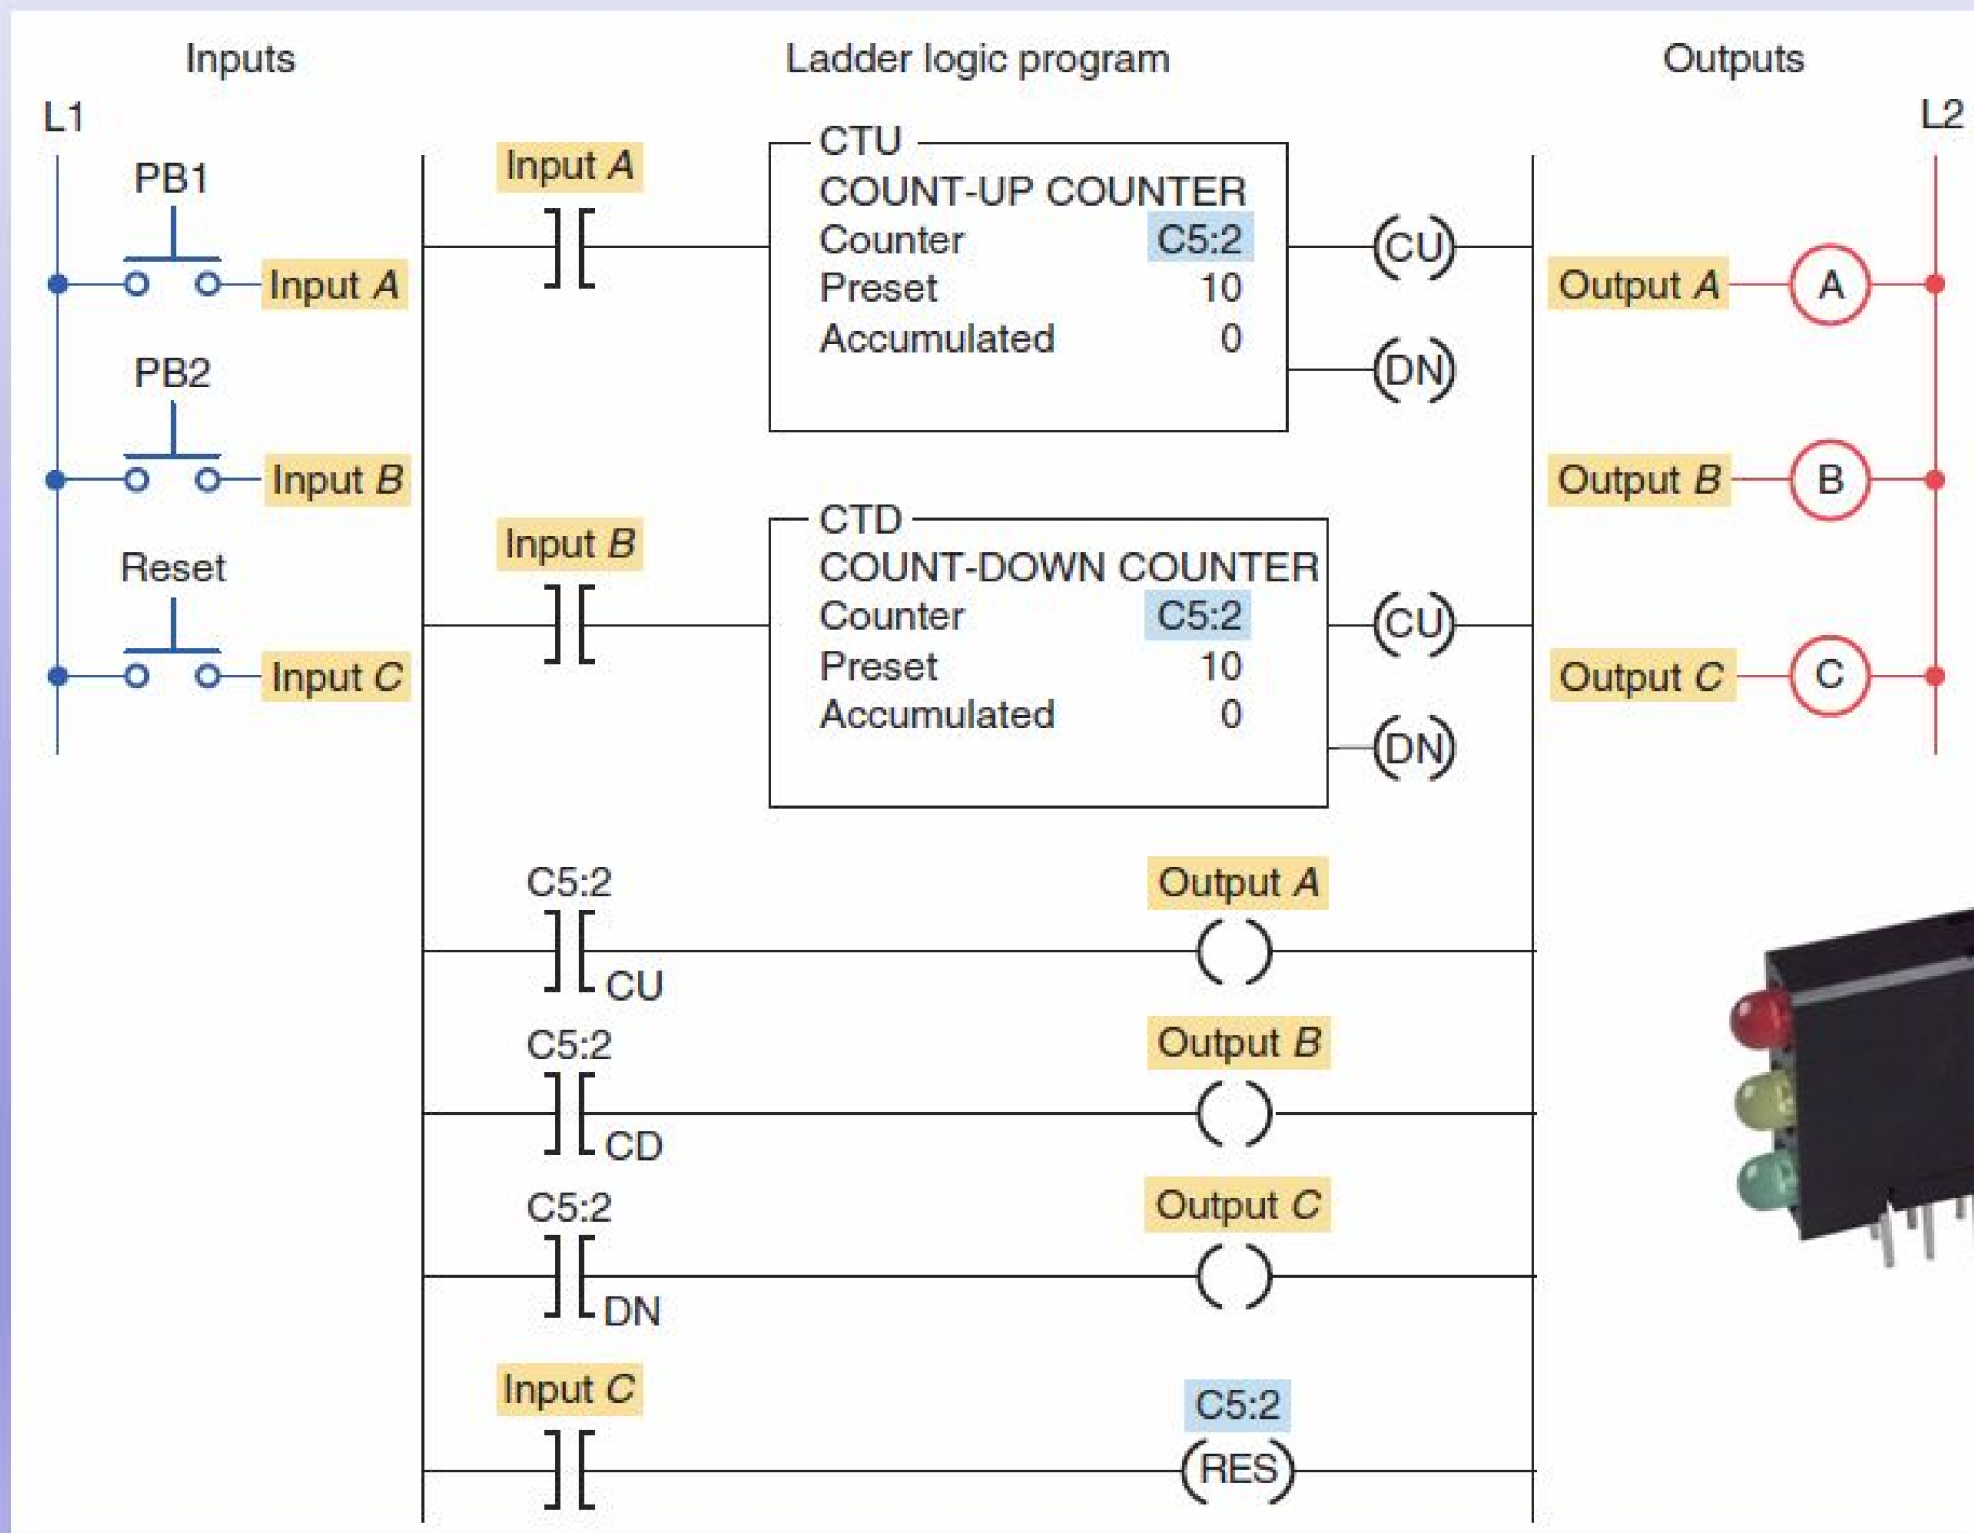 Inputs
Ladder logic program
Outputs
L1
L2
PB1
Input A
PB2
Input B
Reset
Input C
Input A
CTU
COUNT-UP COUNTER
Counter C5:2
Preset 10
Accumulated 0
(CU)
(DN)
Input B
CTD
COUNT-DOWN COUNTER
Counter C5:2
Preset 10
Accumulated 0
(CU)
(DN)
C5:2
CU
Output A
C5:2
CD
Output B
C5:2
DN
Output C
Input C
C5:2
(RES)
Output A A
Output B B
Output C C